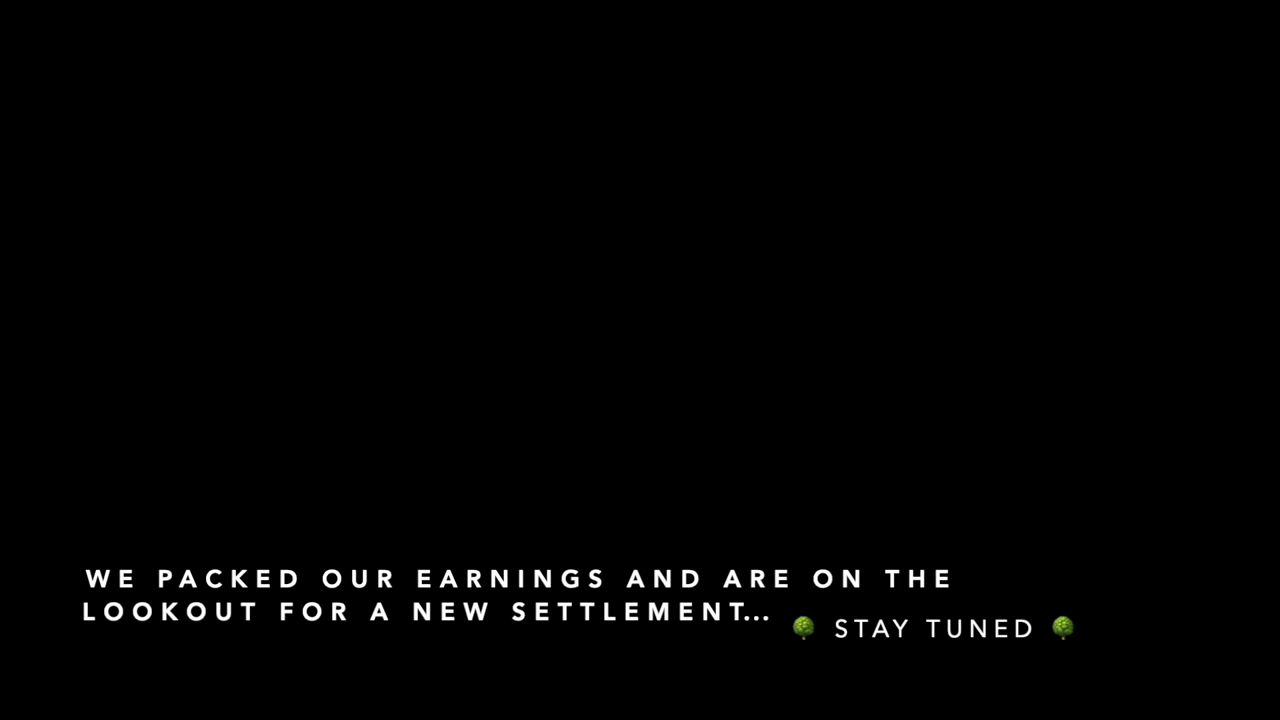 WE PACKED OUR EARNINGS AND ARE ON THE
LOOKOUT FOR A NEW SETTLEMENT...
🌳 STAY TUNED 🌳